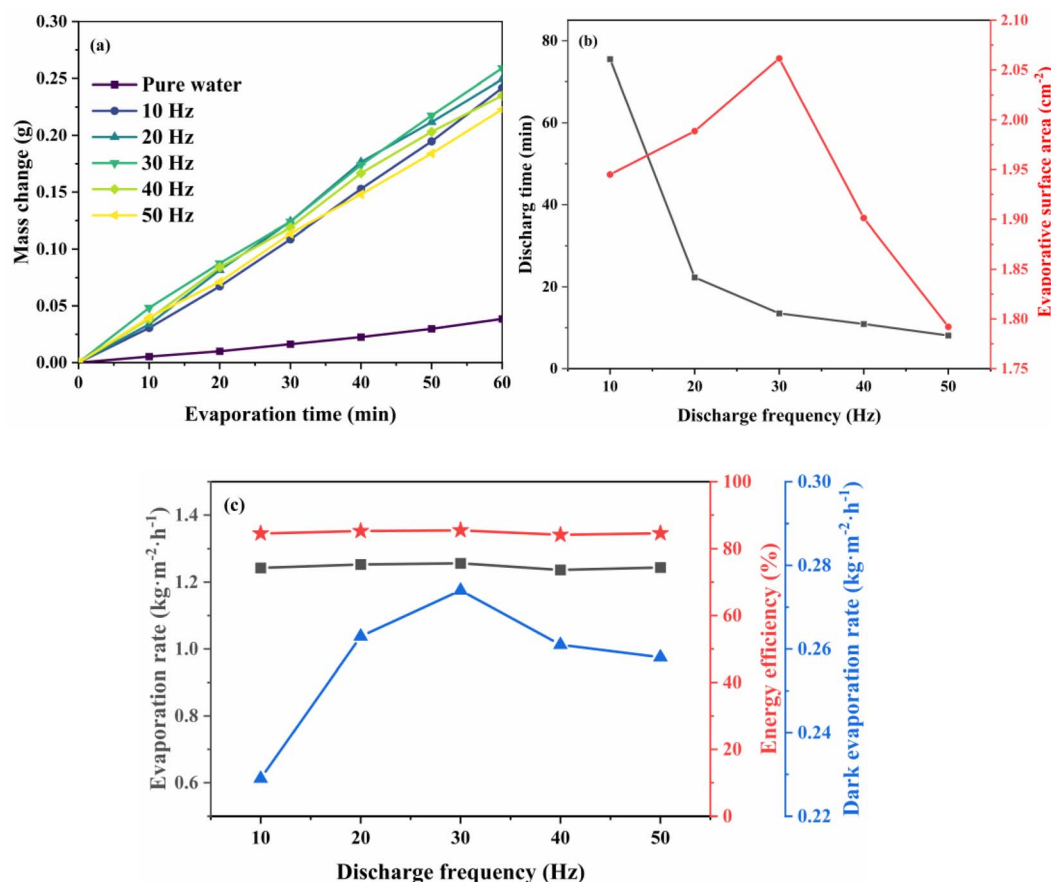 (a)
Pure water
10 Hz
20 Hz
30 Hz
40 Hz
50 Hz
Mass change (g)
0.30
0.25
0.20
0.15
0.10
0.05
0.00
0 10 20 30 40 50 60
Evaporation time (min)
(b)
Discharg time (min)
80
60
40
20
0
10 20 30 40 50
Discharge frequency (Hz)
2.10
2.05
2.00
1.95
1.90
1.85
1.80
1.75
Evaporative surface area (cm⁻²)
(c)
Evaporation rate (kg·m⁻²·h⁻¹)
1.4
1.2
1.0
0.8
0.6
10 20 30 40 50
Discharge frequency (Hz)
100
80
60
40
20
0
Energy efficiency (%)
0.30
0.28
0.26
0.24
0.22
Dark evaporation rate (kg·m⁻²·h⁻¹)